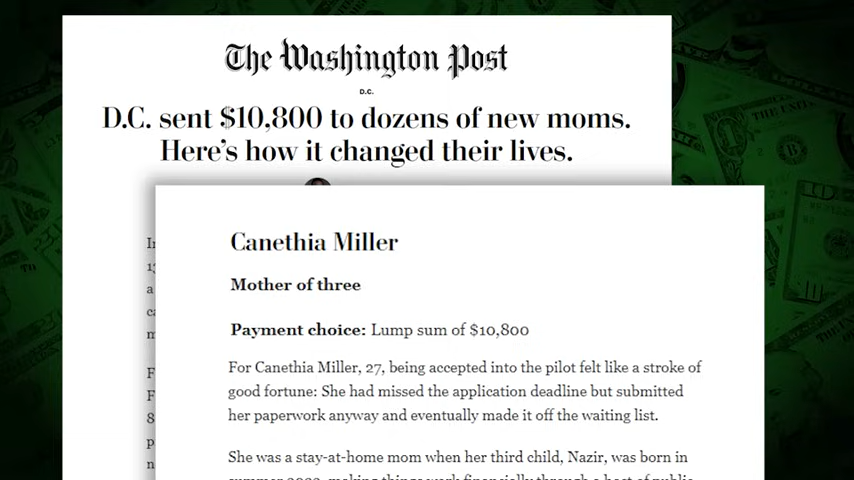 The Washington Post
D.C.
D.C. sent $10,800 to dozens of new moms.
Here's how it changed their lives.
Canethia Miller
Mother of three
Payment choice: Lump sum of $10,800
For Canethia Miller, 27, being accepted into the pilot felt like a stroke of
good fortune: She had missed the application deadline but submitted
her paperwork anyway and eventually made it off the waiting list.
She was a stay-at-home mom when her third child, Nazir, was born in